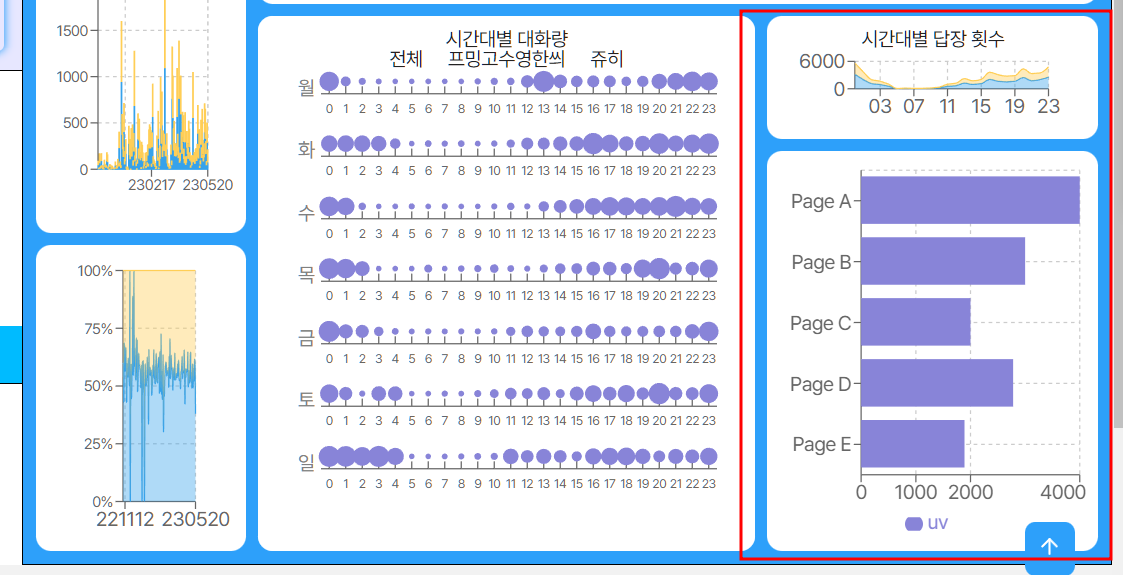 1500
1000
500
0
230217 230520
100%
75%
50%
25%
0%
221112 230520
시간대별 대화량
전체 프밍고수영한씌 쥬히
월
0 1 2 3 4 5 6 7 8 9 10 11 12 13 14 15 16 17 18 19 20 21 22 23
화
0 1 2 3 4 5 6 7 8 9 10 11 12 13 14 15 16 17 18 19 20 21 22 23
수
0 1 2 3 4 5 6 7 8 9 10 11 12 13 14 15 16 17 18 19 20 21 22 23
목
0 1 2 3 4 5 6 7 8 9 10 11 12 13 14 15 16 17 18 19 20 21 22 23
금
0 1 2 3 4 5 6 7 8 9 10 11 12 13 14 15 16 17 18 19 20 21 22 23
토
0 1 2 3 4 5 6 7 8 9 10 11 12 13 14 15 16 17 18 19 20 21 22 23
일
0 1 2 3 4 5 6 7 8 9 10 11 12 13 14 15 16 17 18 19 20 21 22 23
시간대별 답장 횟수
6000
0
03 07 11 15 19 23
Page A
Page B
Page C
Page D
Page E
0 1000 2000 4000
uv